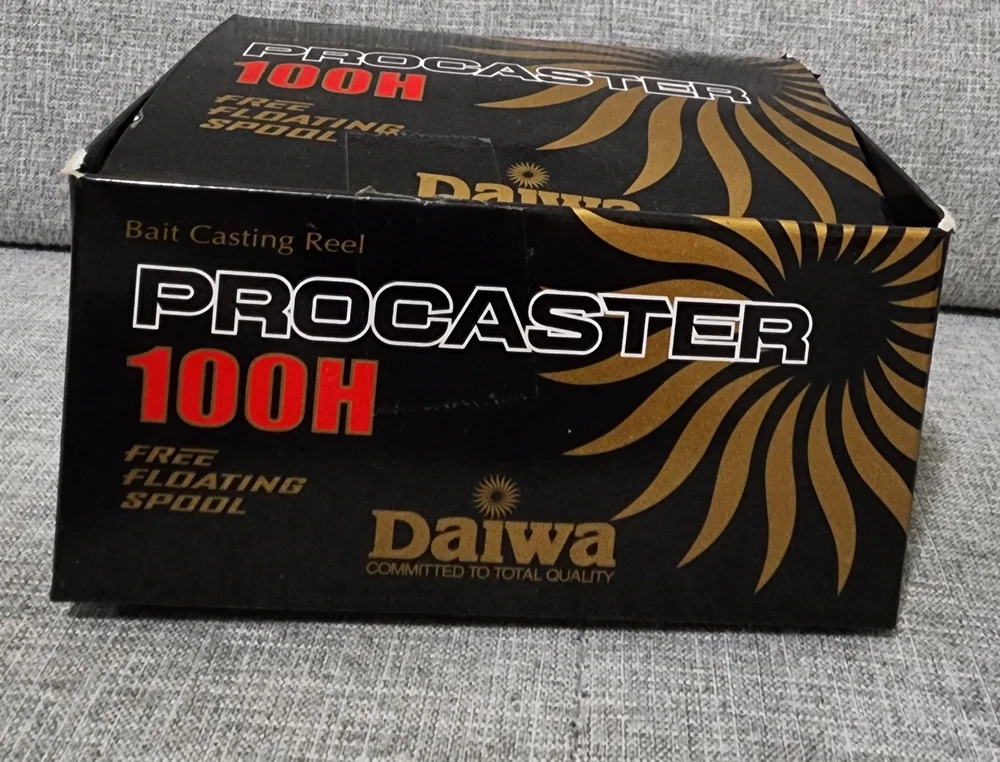 PROCASTER
100H
FREE
FLOATING
SPOOL
Daiwa
Bait Casting Reel
PROCASTER
100H
FREE
FLOATING
SPOOL
Daiwa
COMMITTED TO TOTAL QUALITY